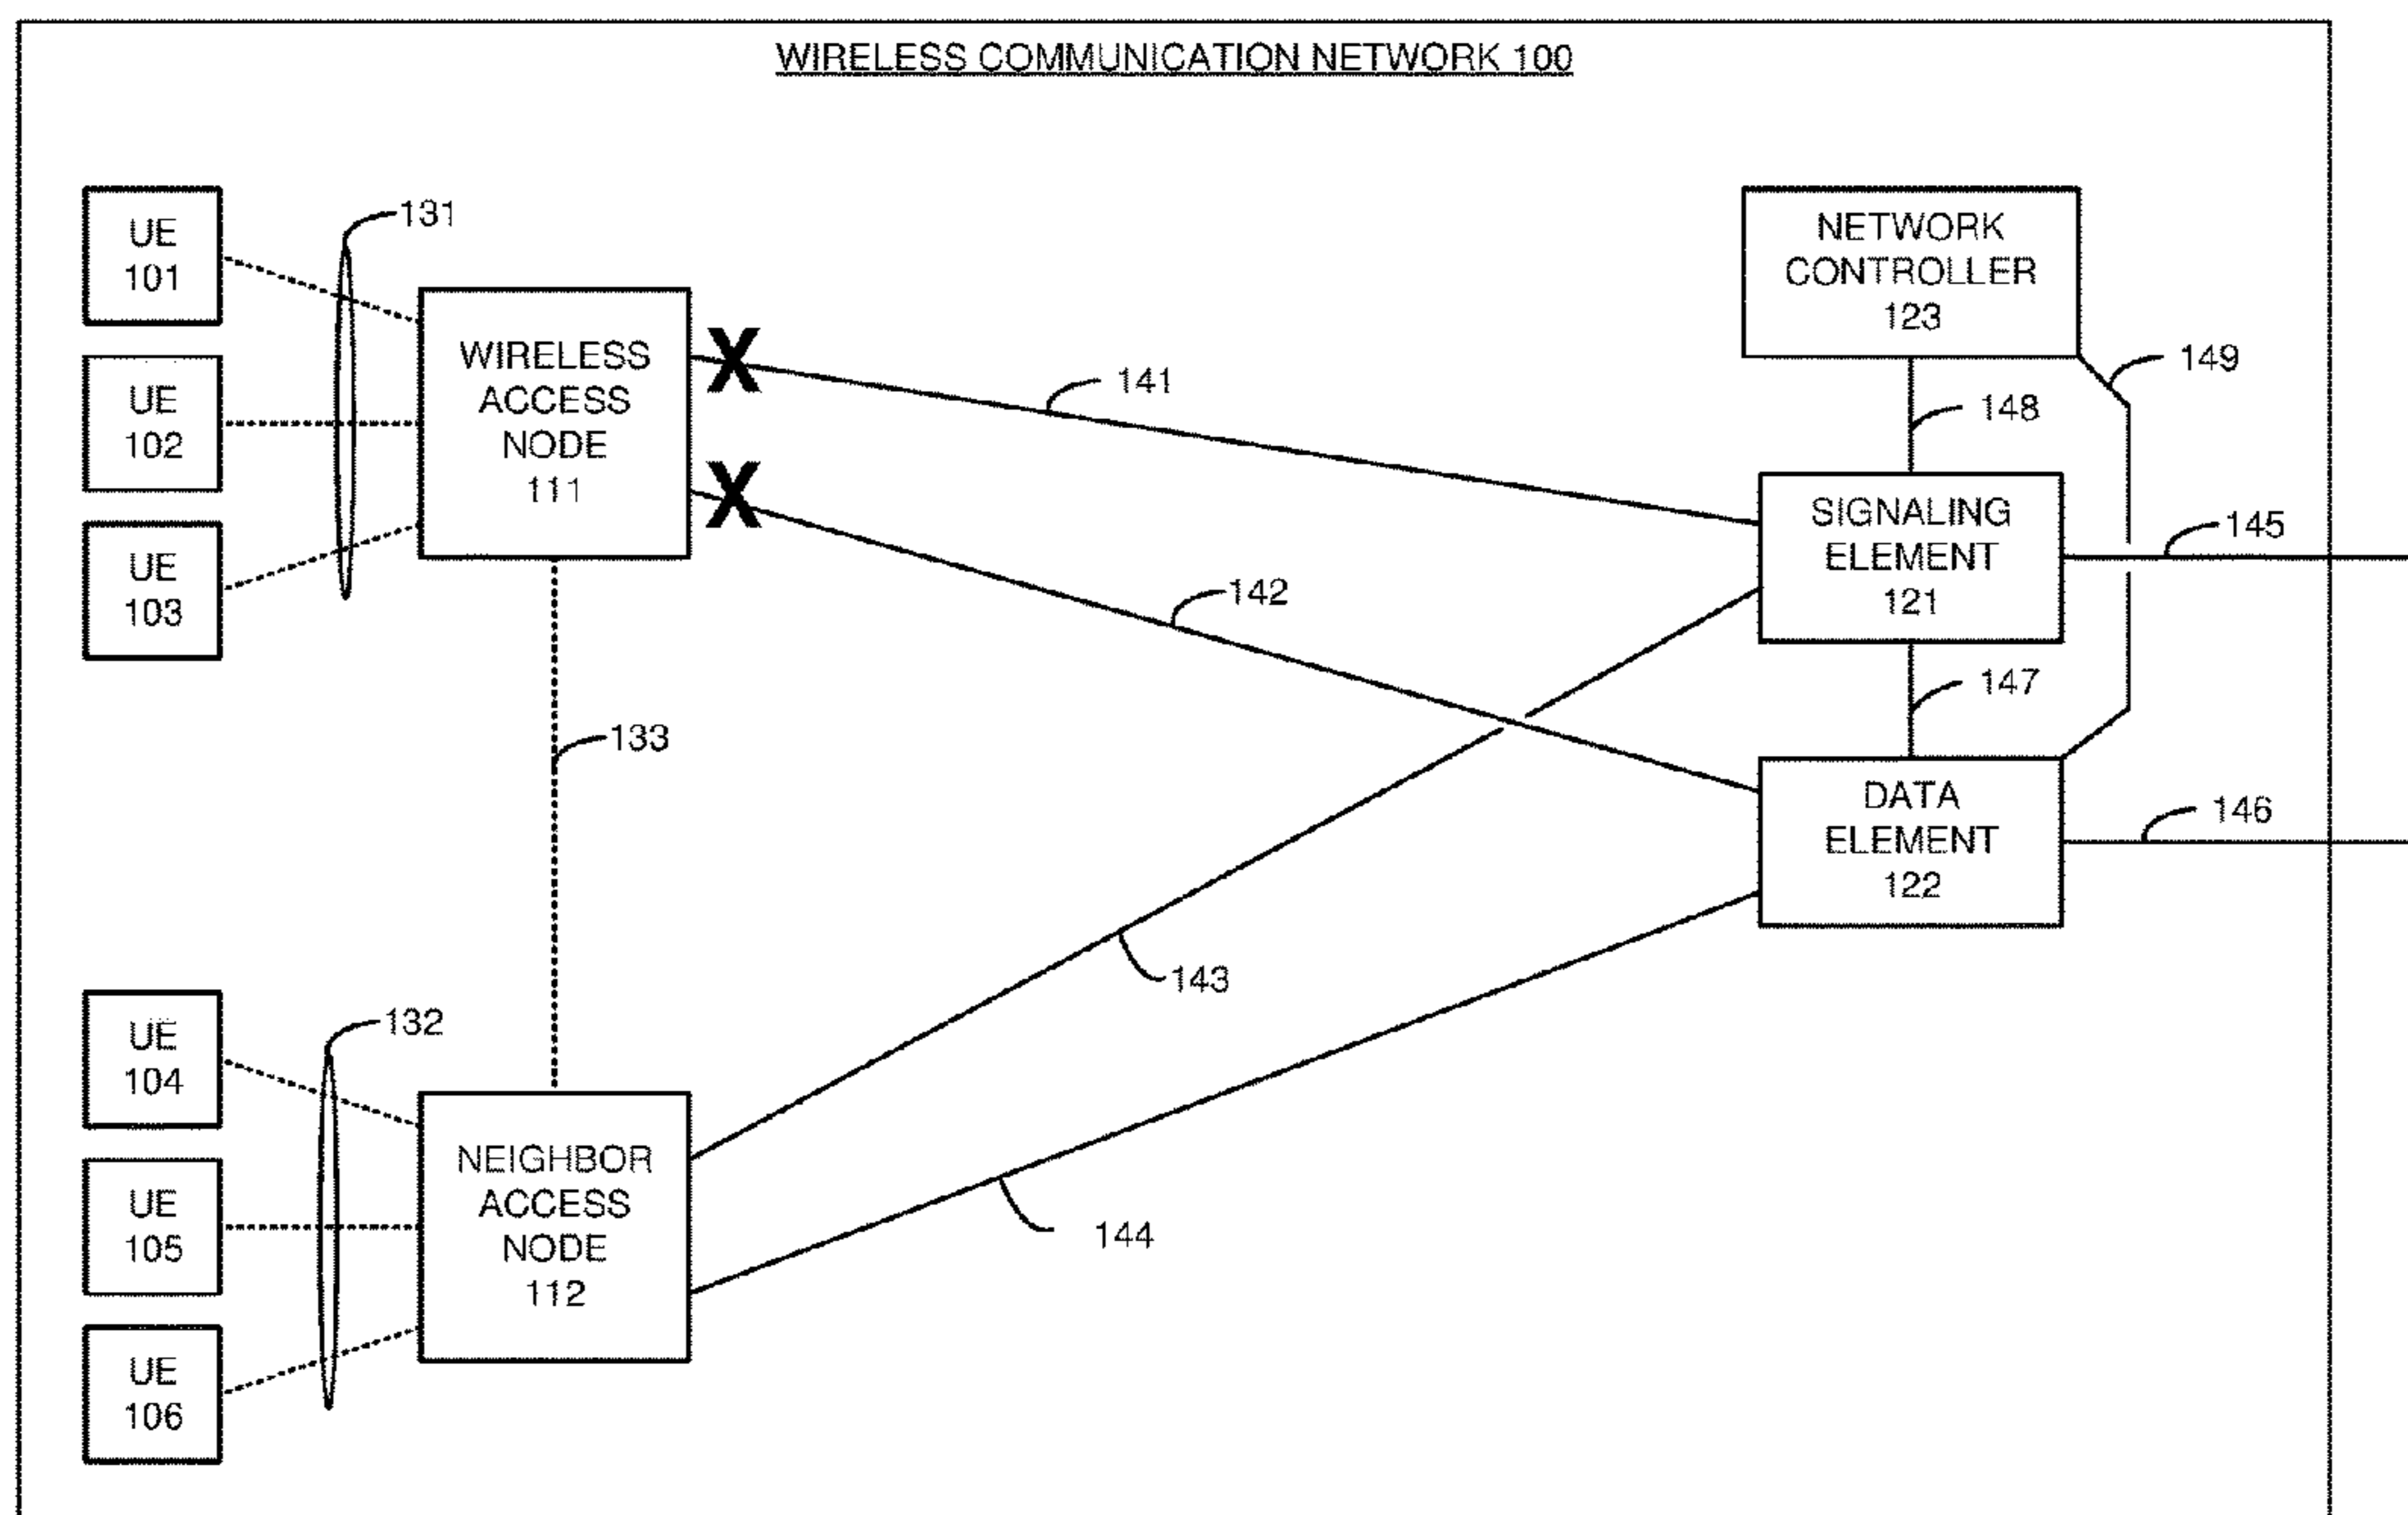 WIRELESS COMMUNICATION NETWORK 100
UE
101
UE
102
UE
103
131
WIRELESS
ACCESS
NODE
111
X
X
141
142
NETWORK
CONTROLLER
123
149
148
SIGNALING
ELEMENT
121
145
147
133
DATA
ELEMENT
122
146
143
144
UE
104
UE
105
UE
106
132
NEIGHBOR
ACCESS
NODE
112